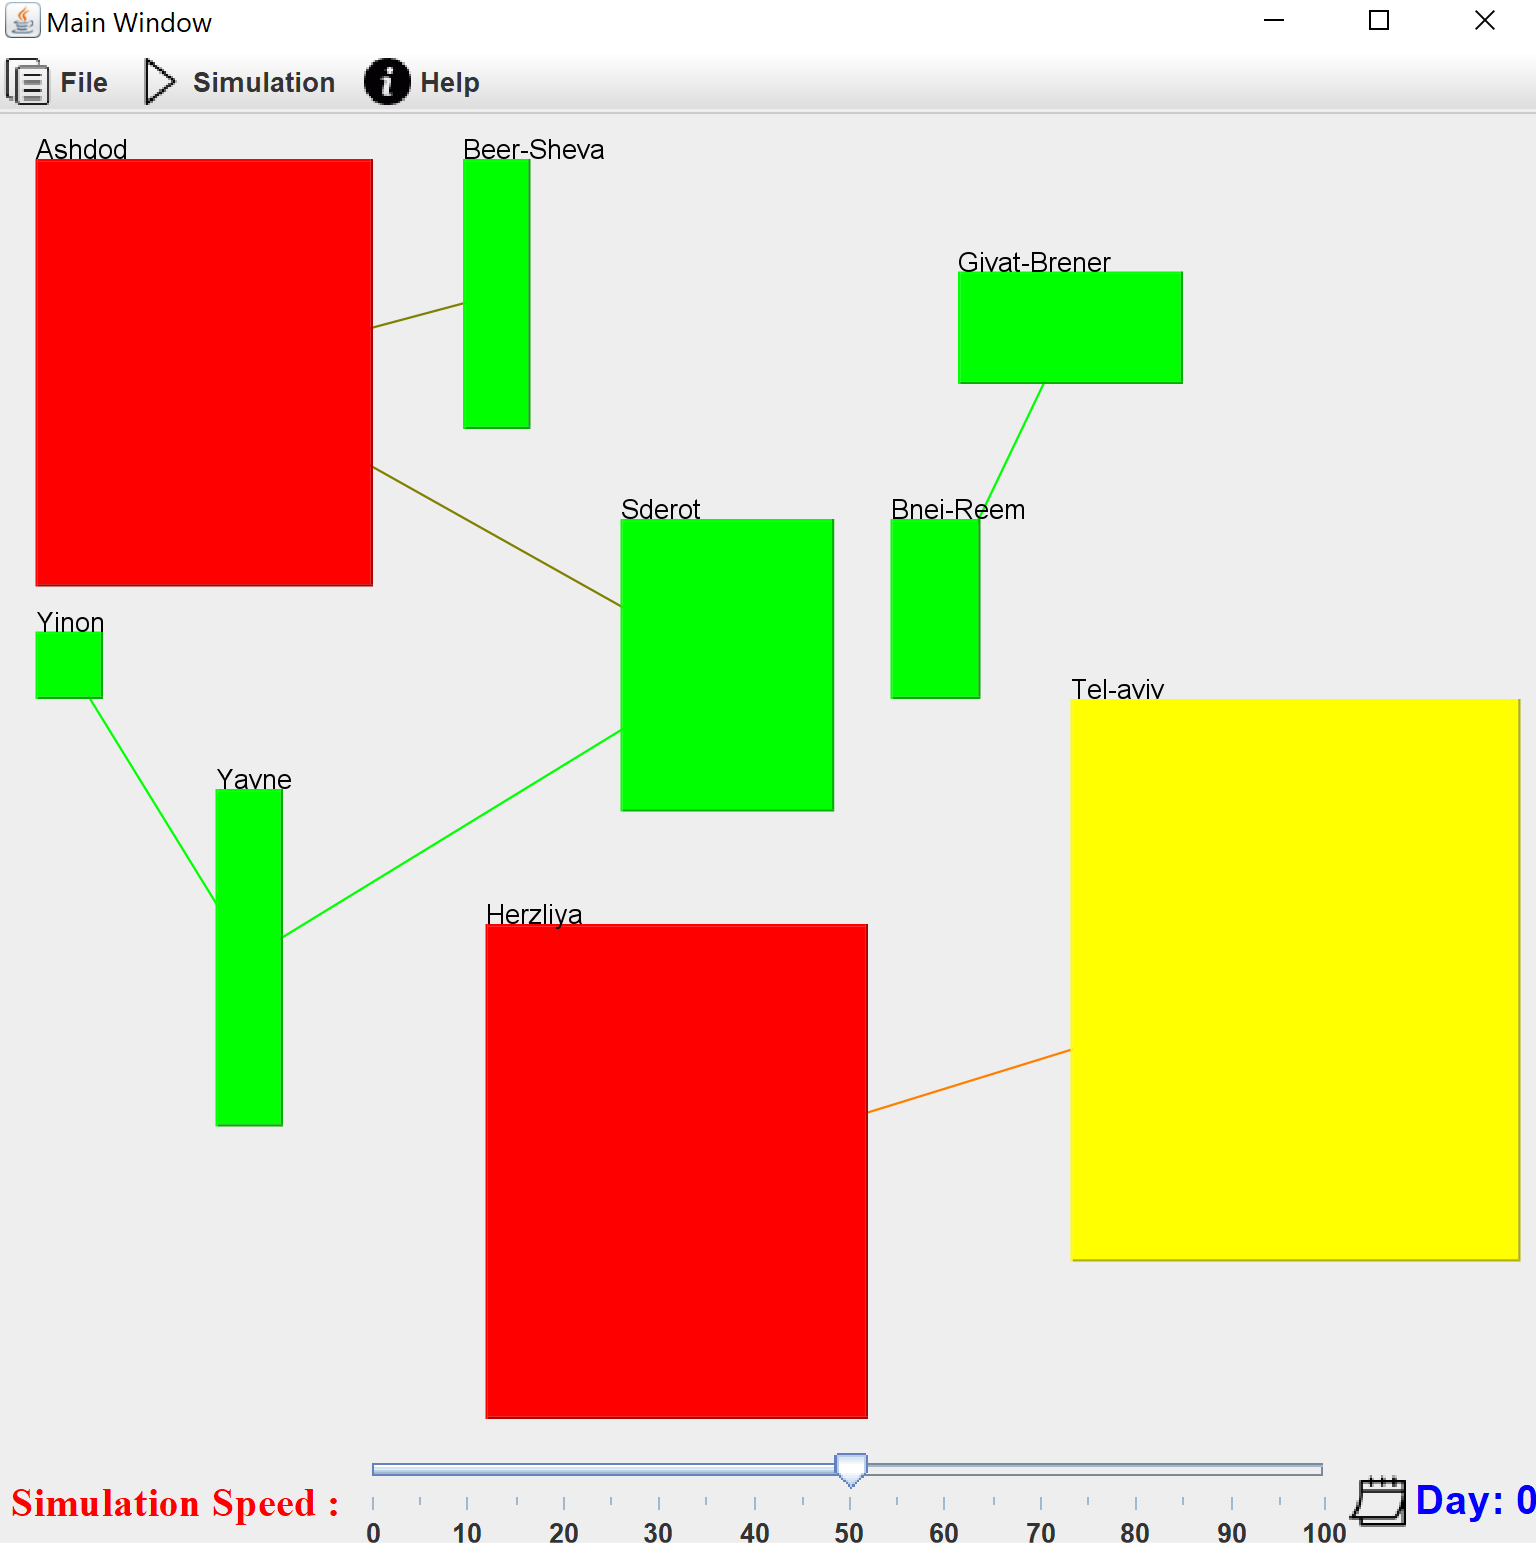 Main Window
File Simulation Help
Ashdod
Beer-Sheva
Givat-Brener
Sderot
Bnei-Reem
Yinon
Tel-aviv
Yavne
Herzliya
Simulation Speed :
0 10 20 30 40 50 60 70 80 90 100
Day: 0